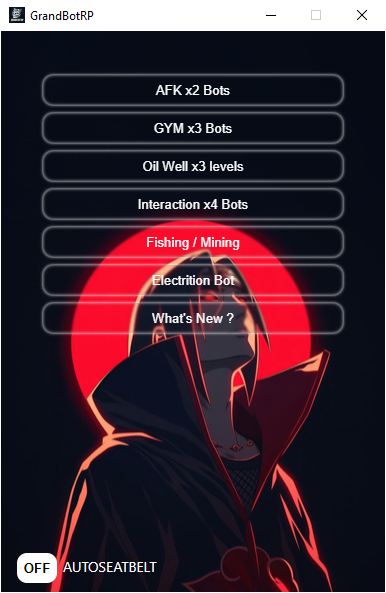 GrandBotRP
AFK x2 Bots
GYM x3 Bots
Oil Well x3 levels
Interaction x4 Bots
Fishing / Mining
Electrition Bot
What's New ?
OFF AUTOSEATBELT